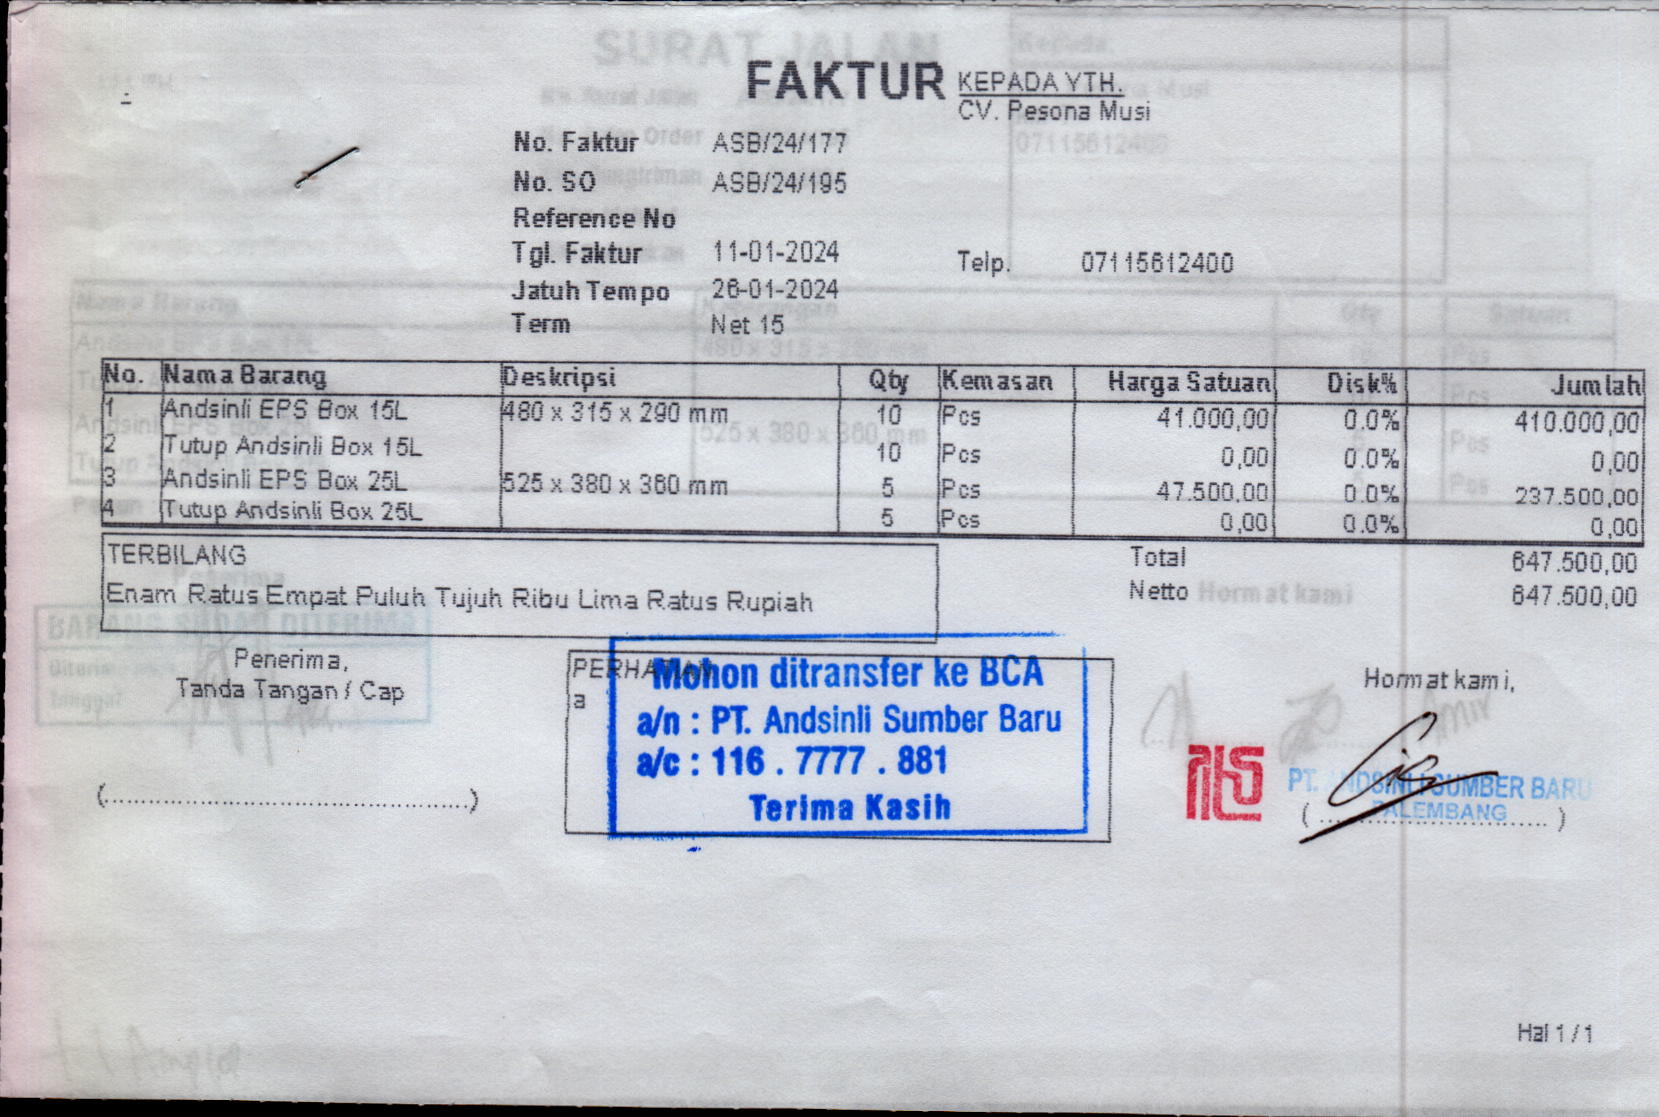 FAKTUR
KEPADA YTH.
CV. Pesona Musi
No. Faktur ASB/24/177
No. SO ASB/24/195
Reference No
Tgl. Faktur 11-01-2024
Telp. 07115612400
Jatuh Tempo 26-01-2024
Term Net 15
No. Nama Barang Deskripsi Qty Kemasan Harga Satuan Disk% Jumlah
1 Andsinli EPS Box 15L 480 x 315 x 290 mm 10 Pcs 41.000,00 0.0% 410.000,00
2 Tutup Andsinli Box 15L 10 Pcs 0,00 0.0% 0,00
3 Andsinli EPS Box 25L 525 x 380 x 360 mm 5 Pcs 47.500,00 0.0% 237.500,00
4 Tutup Andsinli Box 25L 5 Pcs 0,00 0.0% 0,00
TERBILANG
Enam Ratus Empat Puluh Tujuh Ribu Lima Ratus Rupiah
Total 647.500,00
Netto 647.500,00
Penerima,
Tanda Tangan / Cap
PERHATIAN
a
Mohon ditransfer ke BCA
a/n : PT. Andsinli Sumber Baru
a/c : 116 . 7777 . 881
Terima Kasih
Hormat kami,
PT. ANDSINLI SUMBER BARU
PALEMBANG
Hal 1 / 1